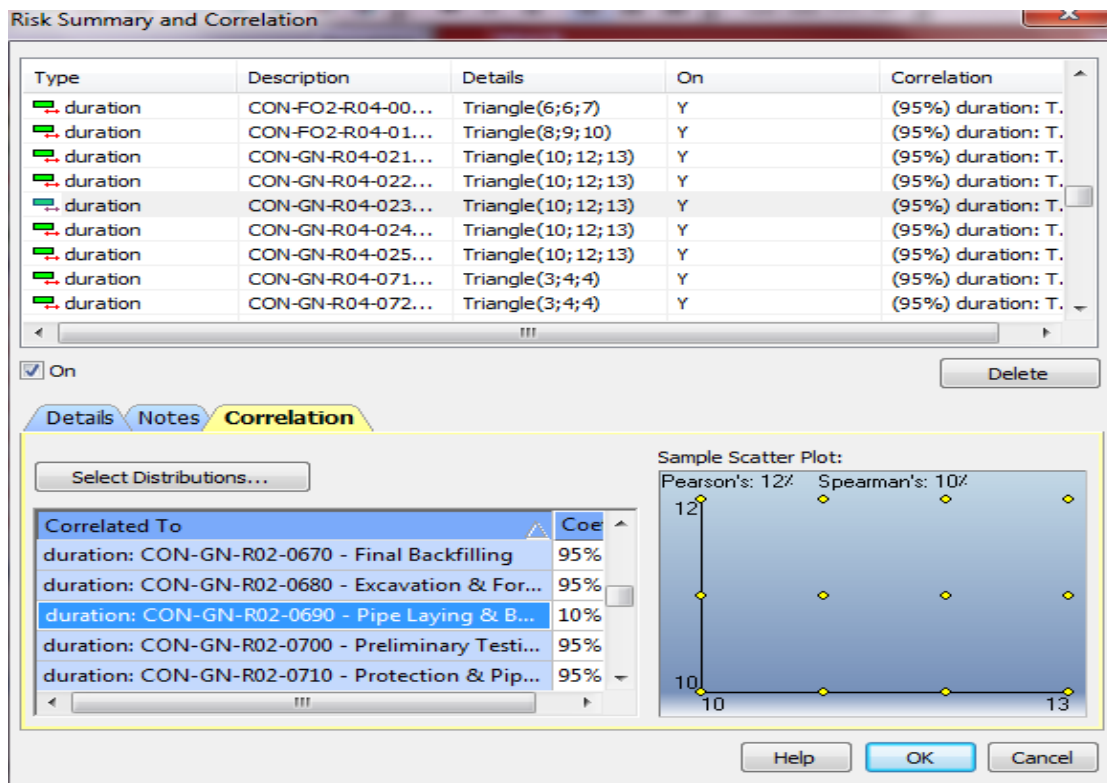 Risk Summary and Correlation
Type Description Details On Correlation
duration CON-FO2-R04-00... Triangle(6;6;7) Y (95%) duration: T.
duration CON-FO2-R04-01... Triangle(8;9;10) Y (95%) duration: T.
duration CON-GN-R04-021... Triangle(10;12;13) Y (95%) duration: T.
duration CON-GN-R04-022... Triangle(10;12;13) Y (95%) duration: T.
duration CON-GN-R04-023... Triangle(10;12;13) Y (95%) duration: T.
duration CON-GN-R04-024... Triangle(10;12;13) Y (95%) duration: T.
duration CON-GN-R04-025... Triangle(10;12;13) Y (95%) duration: T.
duration CON-GN-R04-071... Triangle(3;4;4) Y (95%) duration: T.
duration CON-GN-R04-072... Triangle(3;4;4) Y (95%) duration: T.
On
Delete
Details Notes Correlation
Select Distributions...
Correlated To Coef
duration: CON-GN-R02-0670 - Final Backfilling 95%
duration: CON-GN-R02-0680 - Excavation & For... 95%
duration: CON-GN-R02-0690 - Pipe Laying & B... 10%
duration: CON-GN-R02-0700 - Preliminary Testi... 95%
duration: CON-GN-R02-0710 - Protection & Pip... 95%
Sample Scatter Plot:
Pearson's: 12% Spearman's: 10%
12
10
10 13
Help OK Cancel